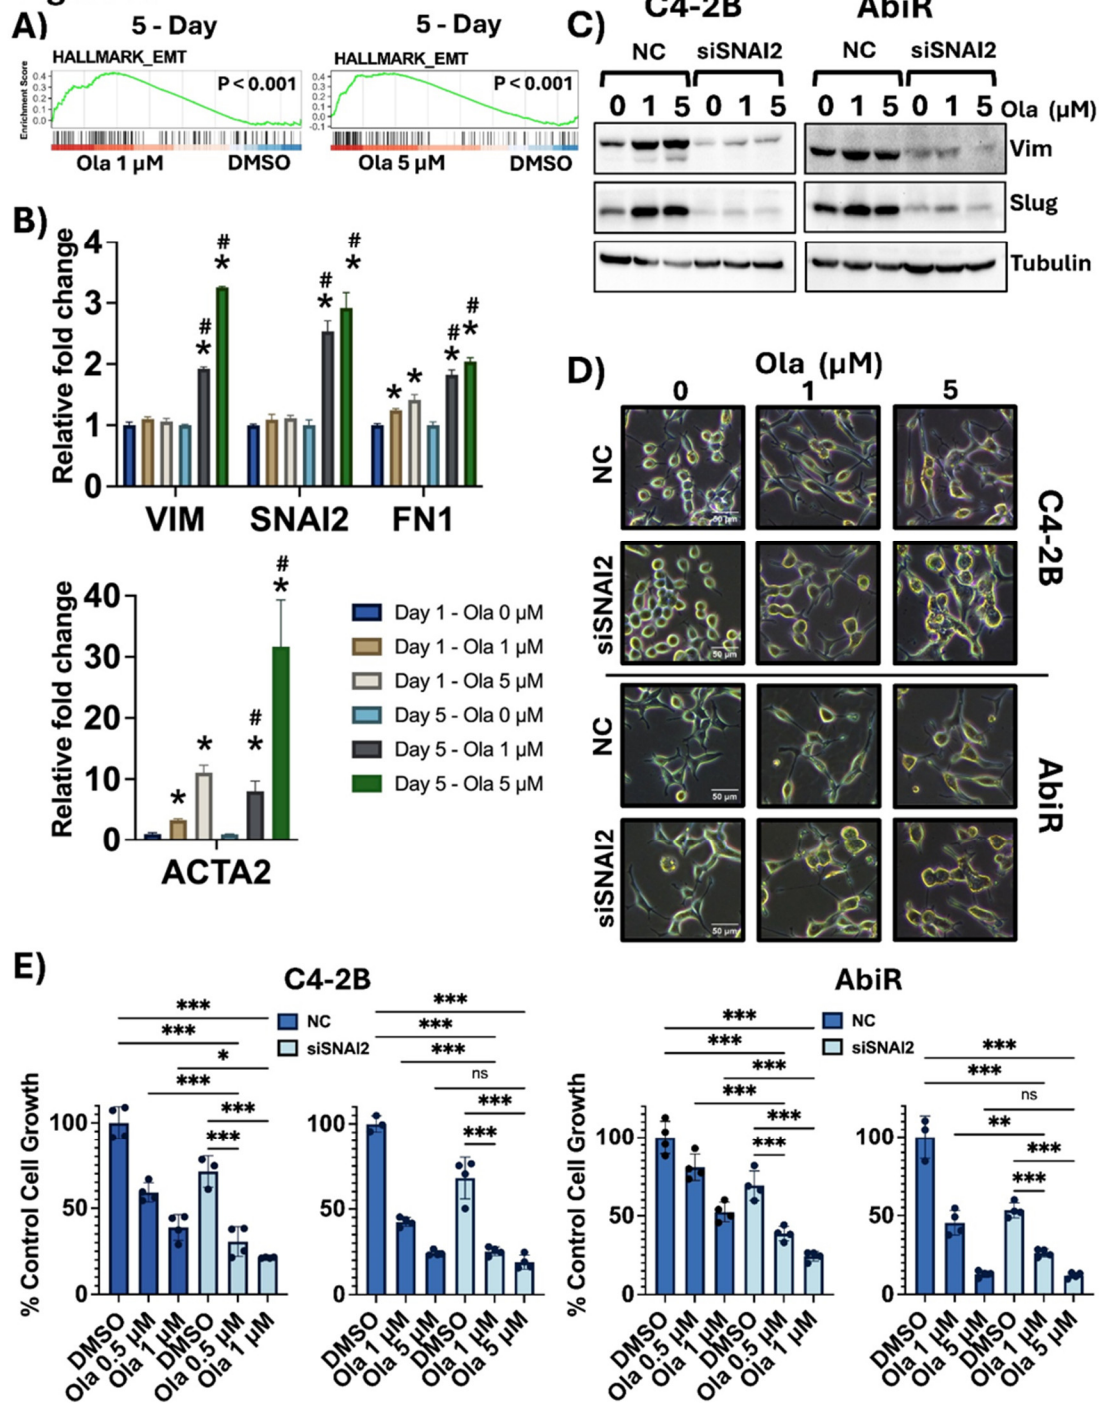 A)
5 - Day
5 - Day
HALLMARK_EMT
HALLMARK_EMT
Enrichment Score
0.4
0.3
0.2
0.1
0.0
P < 0.001
0.4
0.3
0.2
0.1
0.0
-0.1
P < 0.001
Ola 1 µM
DMSO
Ola 5 µM
DMSO
B)
Relative fold change
4
3
2
1
0
#
*
#
*
#
*
#
*
*
*
#
*
#
*
VIM
SNAI2
FN1
Relative fold change
40
30
20
10
0
*
*
#
*
#
*
ACTA2
Day 1 - Ola 0 µM
Day 1 - Ola 1 µM
Day 1 - Ola 5 µM
Day 5 - Ola 0 µM
Day 5 - Ola 1 µM
Day 5 - Ola 5 µM
C)
C4-2B
AbiR
NC
siSNAI2
NC
siSNAI2
0 1 5 0 1 5
0 1 5 0 1 5
Ola (µM)
Vim
Slug
Tubulin
D)
Ola (µM)
0
1
5
NC
50 µm
siSNAI2
50 µm
C4-2B
NC
50 µm
siSNAI2
50 µm
AbiR
E)
C4-2B
NC
siSNAI2
***
***
*
***
***
***
% Control Cell Growth
100
50
0
DMSO
Ola 0.5 µM
Ola 1 µM
DMSO
Ola 0.5 µM
Ola 1 µM
***
***
***
ns
***
***
100
50
0
DMSO
Ola 1 µM
Ola 5 µM
DMSO
Ola 1 µM
Ola 5 µM
AbiR
NC
siSNAI2
***
***
***
***
***
***
% Control Cell Growth
100
50
0
DMSO
Ola 0.5 µM
Ola 1 µM
DMSO
Ola 0.5 µM
Ola 1 µM
***
***
ns
**
***
***
100
50
0
DMSO
Ola 1 µM
Ola 5 µM
DMSO
Ola 1 µM
Ola 5 µM